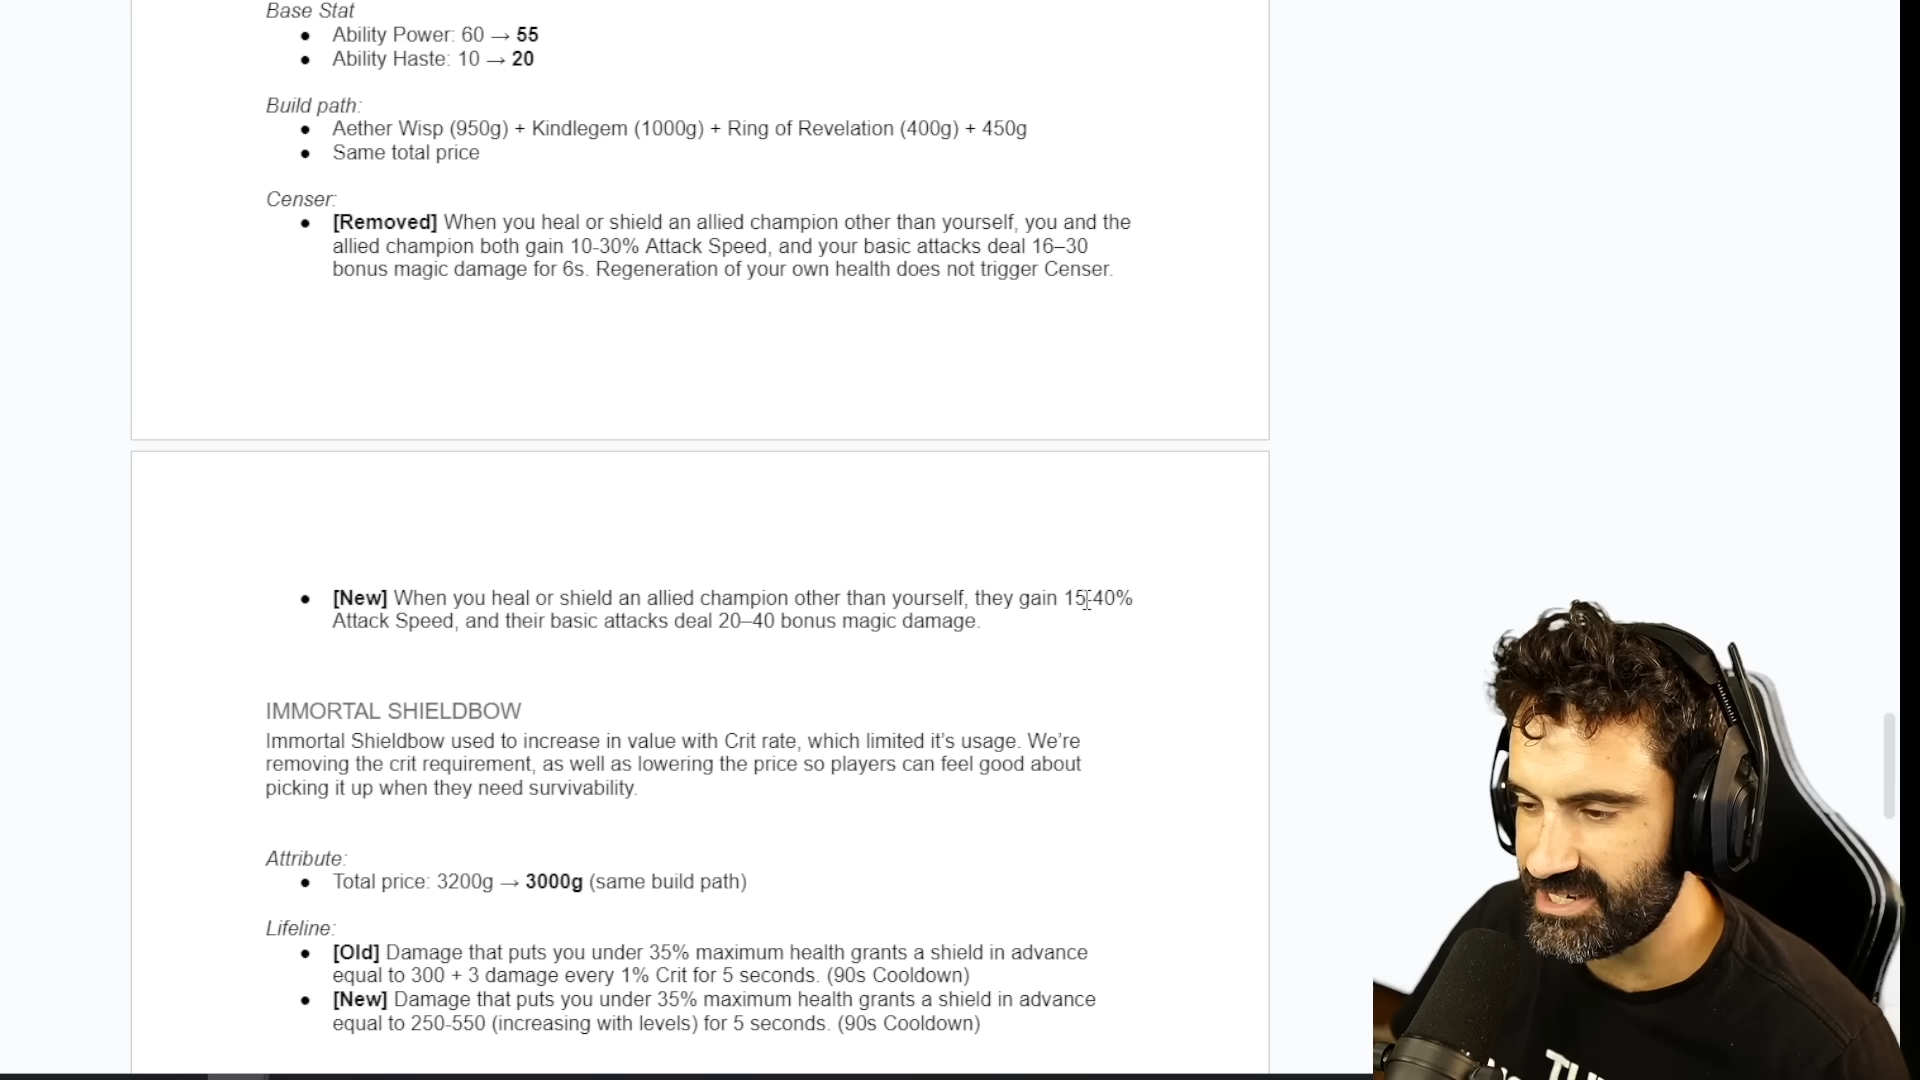 Base Stat
● Ability Power: 60 → 55
● Ability Haste: 10 → 20
Build path:
● Aether Wisp (950g) + Kindlegem (1000g) + Ring of Revelation (400g) + 450g
● Same total price
Censer:
● [Removed] When you heal or shield an allied champion other than yourself, you and the
allied champion both gain 10-30% Attack Speed, and your basic attacks deal 16–30
bonus magic damage for 6s. Regeneration of your own health does not trigger Censer.
● [New] When you heal or shield an allied champion other than yourself, they gain 15-40%
Attack Speed, and their basic attacks deal 20–40 bonus magic damage.
IMMORTAL SHIELDBOW
Immortal Shieldbow used to increase in value with Crit rate, which limited it’s usage. We’re
removing the crit requirement, as well as lowering the price so players can feel good about
picking it up when they need survivability.
Attribute:
● Total price: 3200g → 3000g (same build path)
Lifeline:
● [Old] Damage that puts you under 35% maximum health grants a shield in advance
equal to 300 + 3 damage every 1% Crit for 5 seconds. (90s Cooldown)
● [New] Damage that puts you under 35% maximum health grants a shield in advance
equal to 250-550 (increasing with levels) for 5 seconds. (90s Cooldown)